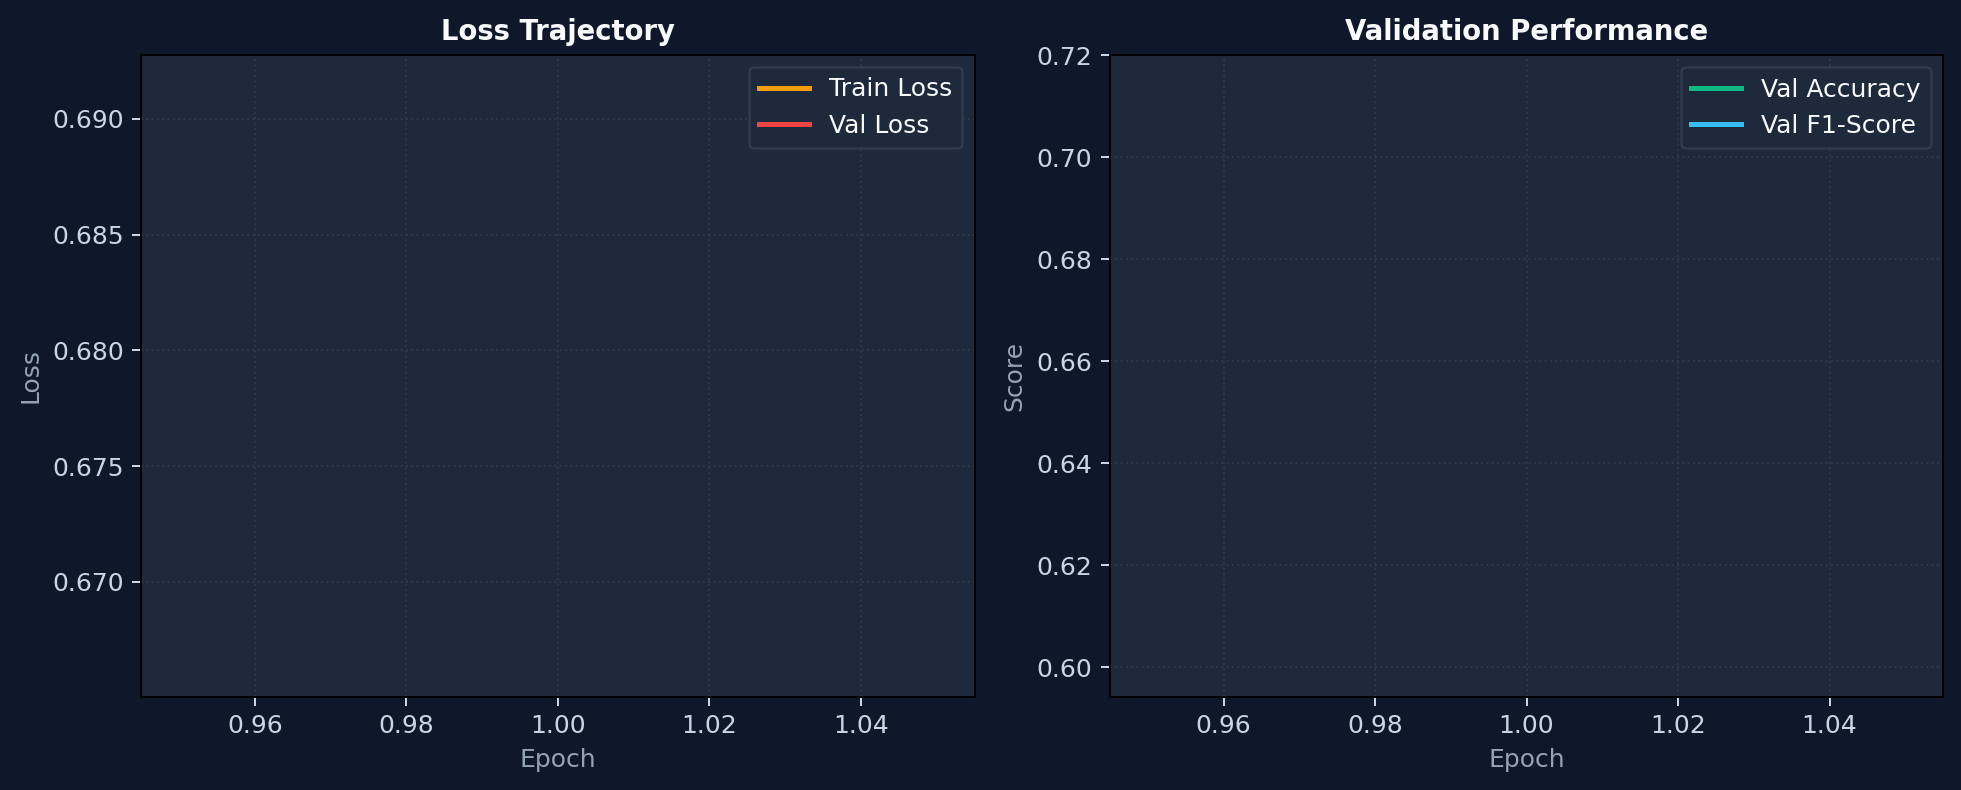 Loss Trajectory
Train Loss
Val Loss
0.690
0.685
0.680
0.675
0.670
Loss
0.96 0.98 1.00 1.02 1.04
Epoch
Validation Performance
Val Accuracy
Val F1-Score
0.72
0.70
0.68
0.66
0.64
0.62
0.60
Score
0.96 0.98 1.00 1.02 1.04
Epoch